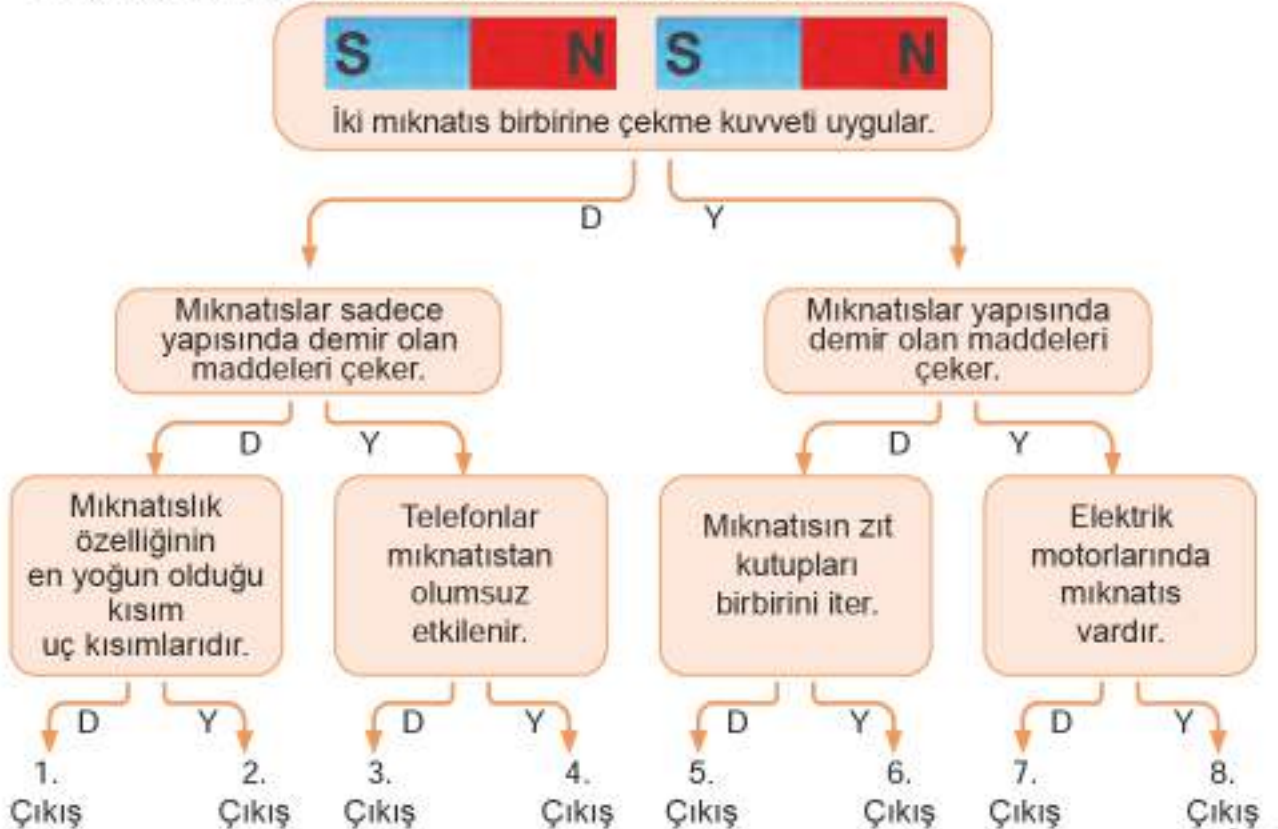 S N S N
İki mıknatıs birbirine çekme kuvveti uygular.
D Y
Mıknatıslar sadece
yapısında demir olan
maddeleri çeker.
Mıknatıslar yapısında
demir olan maddeleri
çeker.
D Y D Y
Mıknatıslık
özelliğinin
en yoğun olduğu
kısım
uç kısımlarıdır.
Telefonlar
mıknatıstan
olumsuz
etkilenir.
Mıknatısın zıt
kutupları
birbirini iter.
Elektrik
motorlarında
mıknatıs
vardır.
D Y D Y D Y D Y
1. 2. 3. 4. 5. 6. 7. 8.
Çıkış Çıkış Çıkış Çıkış Çıkış Çıkış Çıkış Çıkış